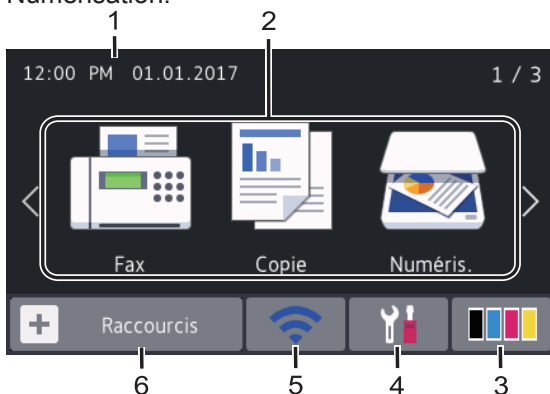 Numérisation.
1 2
12:00 PM 01.01.2017 1 / 3
Fax Copie Numéris.
+ Raccourcis
6 5 4 3